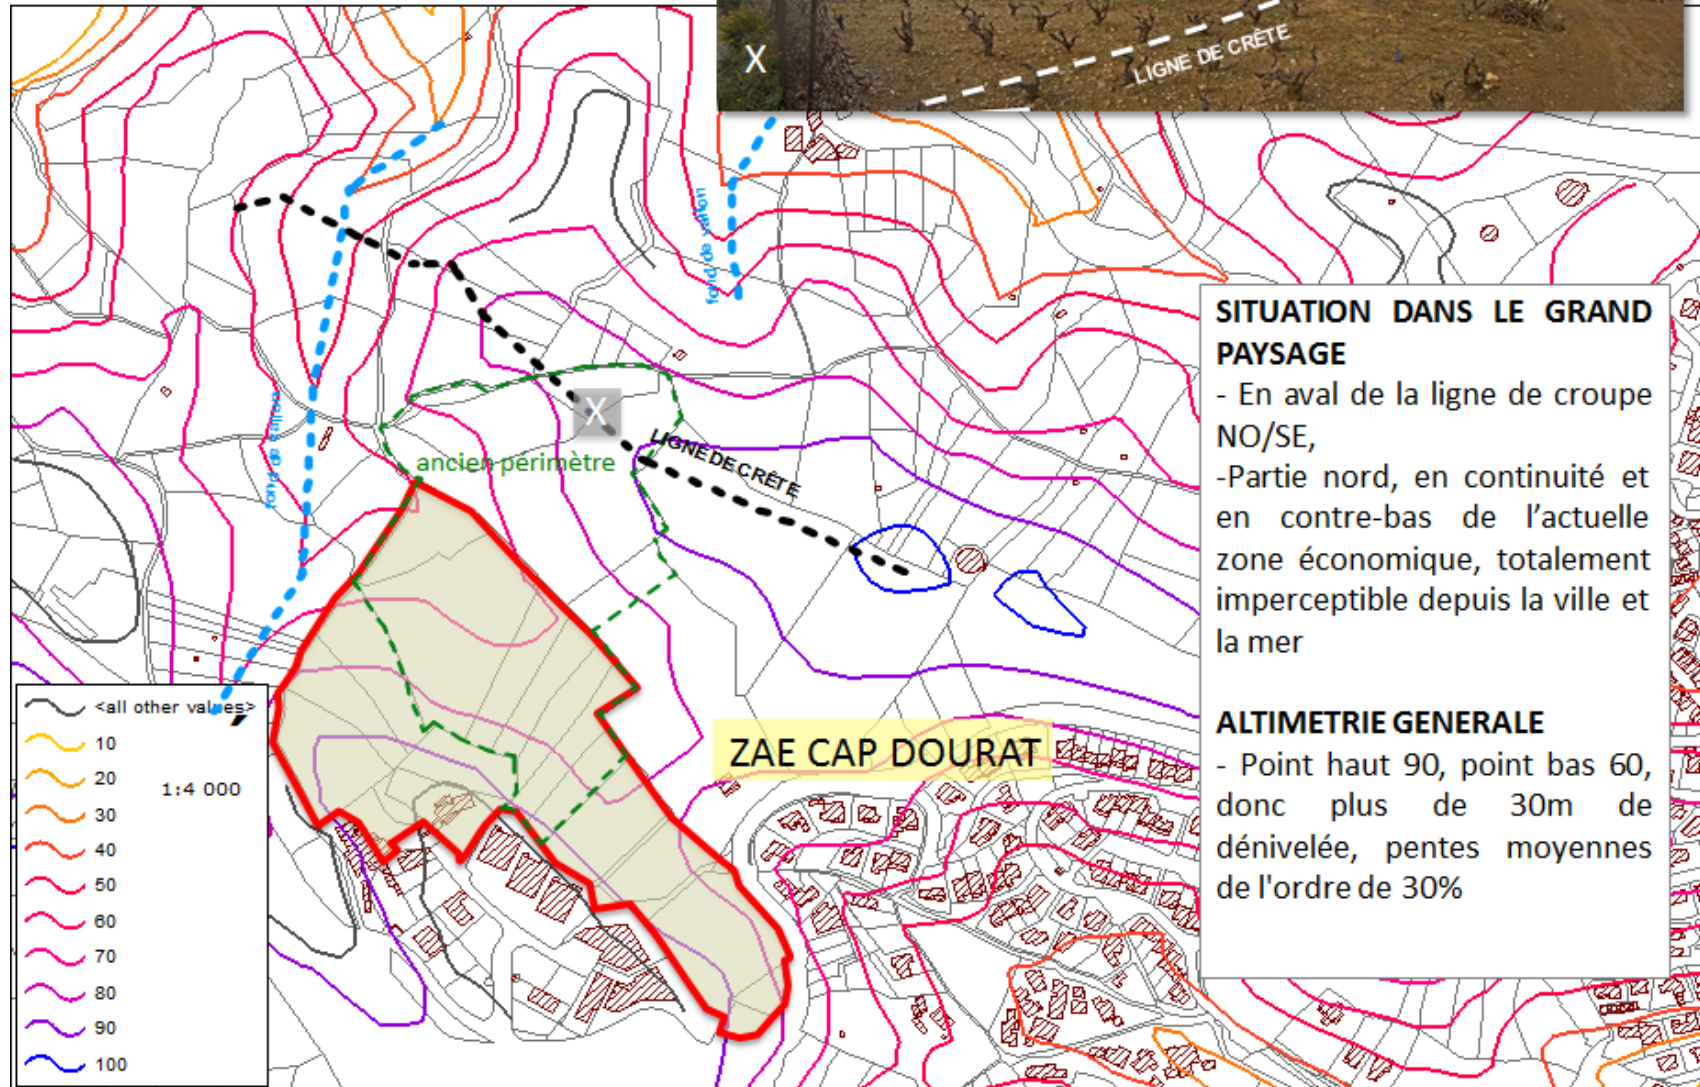 X
LIGNE DE CRÊTE
fond de vallon
X
LIGNE DE CRÊTE
ancien périmètre
fond de vallon
SITUATION DANS LE GRAND
PAYSAGE
- En aval de la ligne de croupe
NO/SE,
-Partie nord, en continuité et
en contre-bas de l'actuelle
zone économique, totalement
imperceptible depuis la ville et
la mer
ALTIMETRIE GENERALE
- Point haut 90, point bas 60,
donc plus de 30m de
dénivelée, pentes moyennes
de l'ordre de 30%
ZAE CAP DOURAT
<all other values>
10
20
1:4 000
30
40
50
60
70
80
90
100